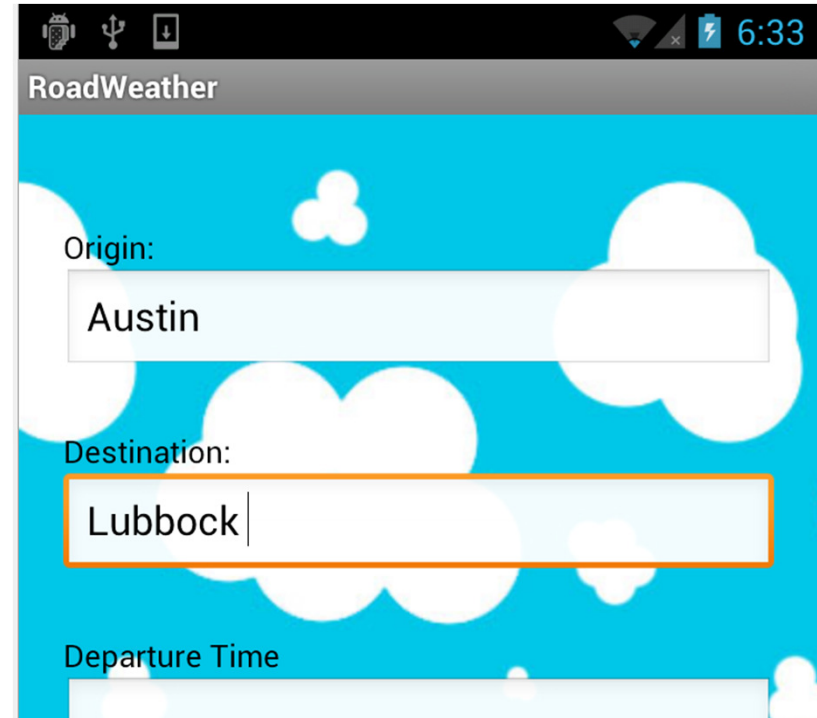 6:33
RoadWeather
Origin:
Austin
Destination:
Lubbock
Departure Time